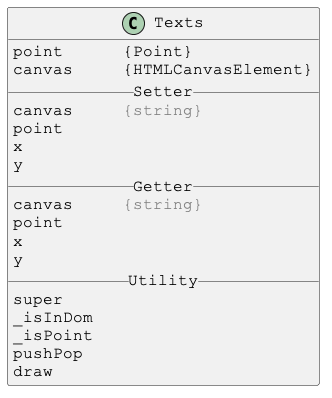 C Texts
point {Point}
canvas {HTMLCanvasElement}
Setter
canvas {string}
point
x
y
Getter
canvas {string}
point
x
y
Utility
super
_isInDom
_isPoint
pushPop
draw